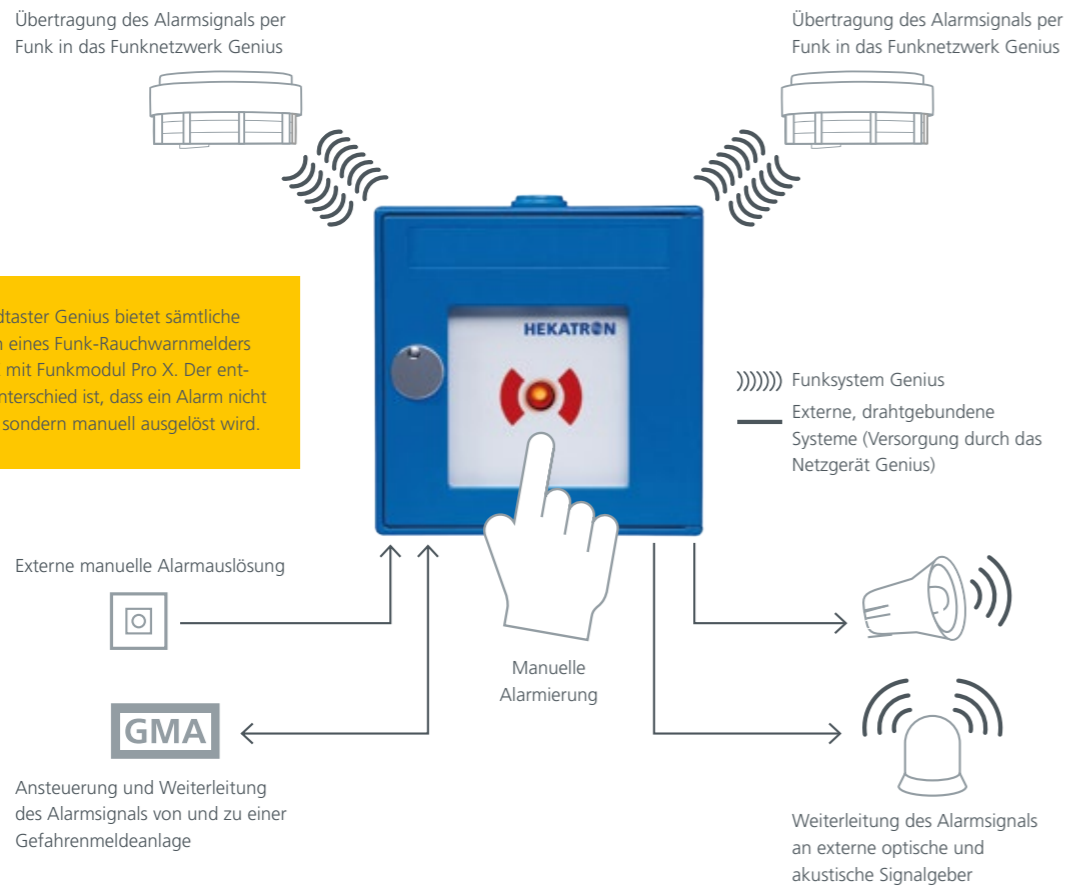 Übertragung des Alarmsignals per
Funk in das Funknetzwerk Genius
Übertragung des Alarmsignals per
Funk in das Funknetzwerk Genius
Genius bietet sämtliche
eines Funk-Rauchwarnmelders
mit Funkmodul Pro X. Der ent-
ist, dass ein Alarm nicht
sondern manuell ausgelöst wird.
HEKATRON
Funksystem Genius
Externe, drahtgebundene
Systeme (Versorgung durch das
Netzgerät Genius)
Externe manuelle Alarmauslösung
Manuelle
Alarmierung
GMA
Ansteuerung und Weiterleitung
des Alarmsignals von und zu einer
Gefahrenmeldeanlage
Weiterleitung des Alarmsignals
an externe optische und
akustische Signalgeber